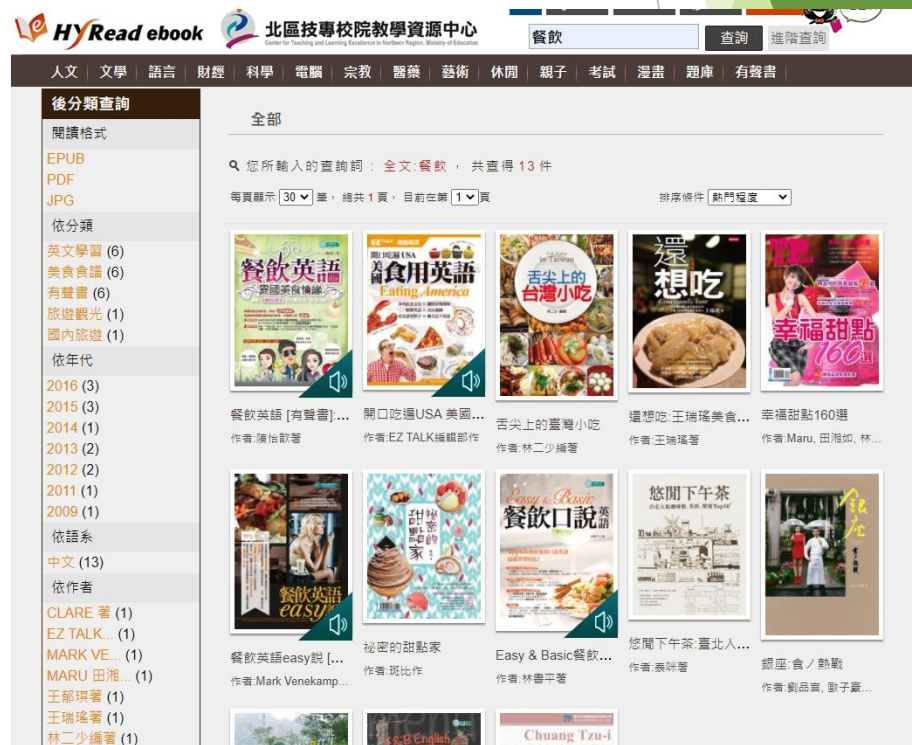 HyRead ebook
北區技專校院教學資源中心
Center for Teaching and Learning Excellence in Northern Region, Ministry of Education
餐飲
查詢
進階查詢
人文 | 文學 | 語言 | 財經 | 科學 | 電腦 | 宗教 | 醫藥 | 藝術 | 休閒 | 親子 | 考試 | 漫畫 | 題庫 | 有聲書
後分類查詢
閱讀格式
EPUB
PDF
JPG
依分類
英文學習 (6)
美食食譜 (6)
有聲書 (6)
旅遊觀光 (1)
國內旅遊 (1)
依年代
2016 (3)
2015 (3)
2014 (1)
2013 (2)
2012 (2)
2011 (1)
2009 (1)
依語系
中文 (13)
依作者
CLARE 著 (1)
EZ TALK... (1)
MARK VE... (1)
MARU 田湘... (1)
王郁琪著 (1)
王瑞瑤著 (1)
林二少編著 (1)
全部
您所輸入的查詢詞： 全文:餐飲 ， 共查得 13 件
每頁顯示 30 筆， 總共 1 頁， 目前在第 1 頁
排序條件 熱門程度
餐飲英語
異國美食情緣
EZ TALK
開口吃遍USA
美食用英語
Eating America
in Taiwan
舌尖上的
台灣小吃
還想吃
Gourmand's Taste
幸福甜點
160選
餐飲英語 [有聲書]:...
作者:陳怡歆著
開口吃遍USA 美國...
作者:EZ TALK編輯部作
舌尖上的臺灣小吃
作者:林二少編著
還想吃:王瑞瑤美食...
作者:王瑞瑤著
幸福甜點160選
作者:Maru, 田湘如, 林...
餐飲英語
easy說
祕密的
甜點家
Easy & Basic
餐飲口說英語
悠閒下午茶
銀座
餐飲英語easy說 [...
作者:Mark Venekamp...
祕密的甜點家
作者:斑比作
Easy & Basic餐飲...
作者:林書平著
悠閒下午茶:臺北人...
銀座:食ノ熱戰
作者:劉品言, 歐子豪...
Chuang Tzu-i